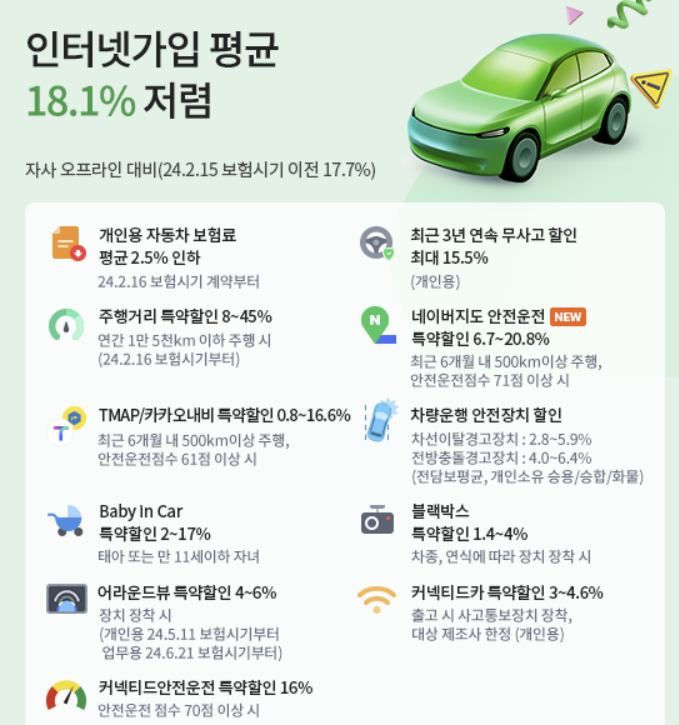 인터넷가입 평균
18.1% 저렴
자사 오프라인 대비(24.2.15 보험시기 이전 17.7%)
개인용 자동차 보험료
평균 2.5% 인하
24.2.16 보험시기 계약부터
최근 3년 연속 무사고 할인
최대 15.5%
(개인용)
주행거리 특약할인 8~45%
연간 1만 5천km 이하 주행 시
(24.2.16 보험시기부터)
N
네이버지도 안전운전 NEW
특약할인 6.7~20.8%
최근 6개월 내 500km이상 주행,
안전운전점수 71점 이상 시
T
TMAP/카카오내비 특약할인 0.8~16.6%
최근 6개월 내 500km이상 주행,
안전운전점수 61점 이상 시
차량운행 안전장치 할인
차선이탈경고장치 : 2.8~5.9%
전방충돌경고장치 : 4.0~6.4%
(전담보평균, 개인소유 승용/승합/화물)
Baby In Car
특약할인 2~17%
태아 또는 만 11세이하 자녀
블랙박스
특약할인 1.4~4%
차종, 연식에 따라 장치 장착 시
어라운드뷰 특약할인 4~6%
장치 장착 시
(개인용 24.5.11 보험시기부터
업무용 24.6.21 보험시기부터)
커넥티드카 특약할인 3~4.6%
출고 시 사고통보장치 장착,
대상 제조사 한정 (개인용)
커넥티드안전운전 특약할인 16%
안전운전 점수 70점 이상 시